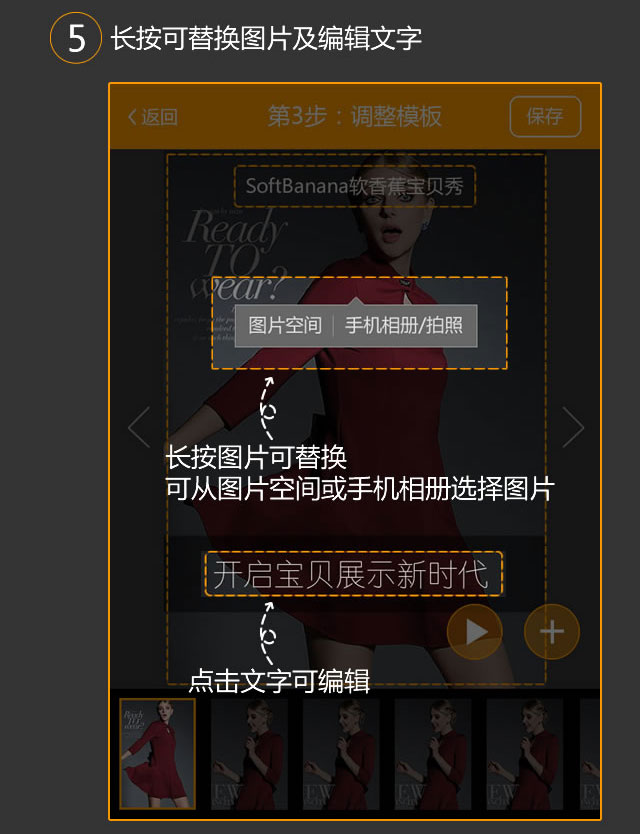 5 长按可替换图片及编辑文字
返回 第3步：调整模板 保存
SoftBanana软香蕉宝贝秀
Ready
TO
wear?
图片空间 手机相册/拍照
长按图片可替换
可从图片空间或手机相册选择图片
开启宝贝展示新时代
点击文字可编辑
Ready
TO
wear?